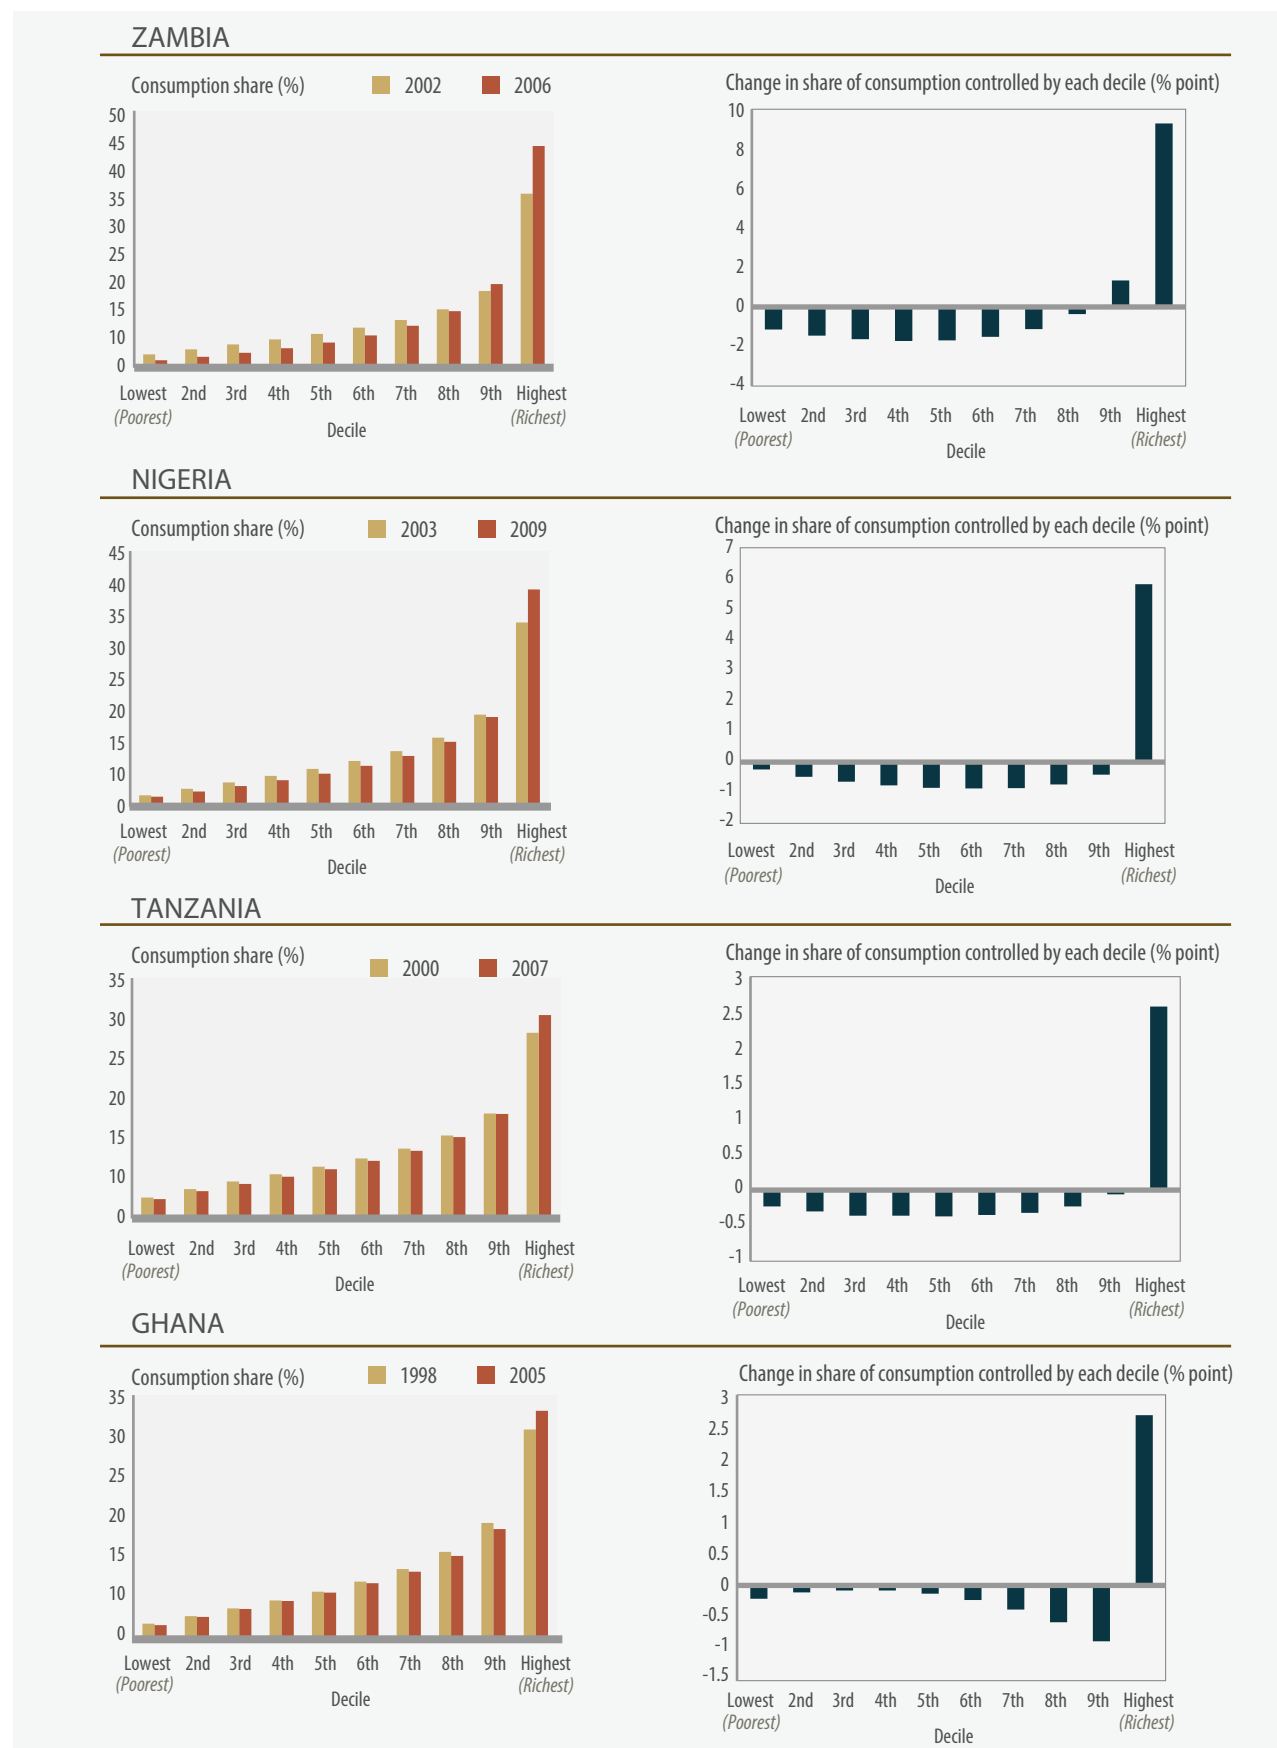 ZAMBIA
Consumption share (%)
2002
2006
50
45
40
35
30
25
20
15
10
0
Lowest 2nd 3rd 4th 5th 6th 7th 8th 9th Highest
(Poorest) (Richest)
Decile
Change in share of consumption controlled by each decile (% point)
10
8
6
4
2
0
-2
-4
Lowest 2nd 3rd 4th 5th 6th 7th 8th 9th Highest
(Poorest) (Richest)
Decile
NIGERIA
Consumption share (%)
2003
2009
45
40
35
30
25
20
15
10
0
Lowest 2nd 3rd 4th 5th 6th 7th 8th 9th Highest
(Poorest) (Richest)
Decile
Change in share of consumption controlled by each decile (% point)
7
6
5
4
3
2
1
0
-1
-2
Lowest 2nd 3rd 4th 5th 6th 7th 8th 9th Highest
(Poorest) (Richest)
Decile
TANZANIA
Consumption share (%)
2000
2007
35
30
25
20
15
10
0
Lowest 2nd 3rd 4th 5th 6th 7th 8th 9th Highest
(Poorest) (Richest)
Decile
Change in share of consumption controlled by each decile (% point)
3
2.5
2
1.5
1
0.5
0
-0.5
-1
Lowest 2nd 3rd 4th 5th 6th 7th 8th 9th Highest
(Poorest) (Richest)
Decile
GHANA
Consumption share (%)
1998
2005
35
30
25
20
15
10
0
Lowest 2nd 3rd 4th 5th 6th 7th 8th 9th Highest
(Poorest) (Richest)
Decile
Change in share of consumption controlled by each decile (% point)
3
2.5
2
1.5
1
0.5
0
-0.5
-1
-1.5
Lowest 2nd 3rd 4th 5th 6th 7th 8th 9th Highest
(Poorest) (Richest)
Decile